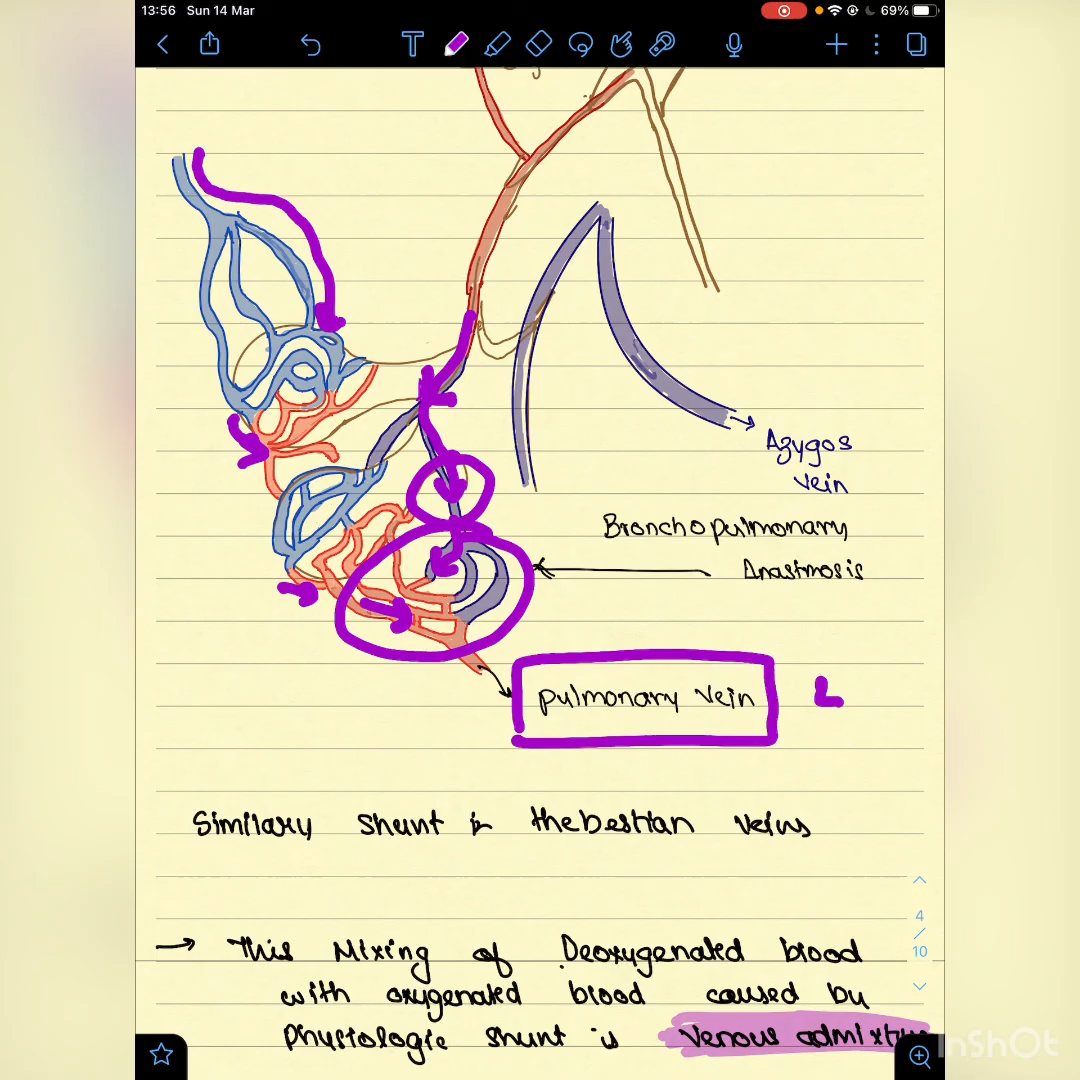 13:56 Sun 14 Mar
69%
T
Azygos
vein
Bronchopulmonary
Anastmosis
pulmonary vein
L
Similary shunt in thebestian veins
4
/
10
→ This Mixing of Deoxygenated blood
with oxygenated blood caused by
Physiologic shunt is Venous admixture
InShOt